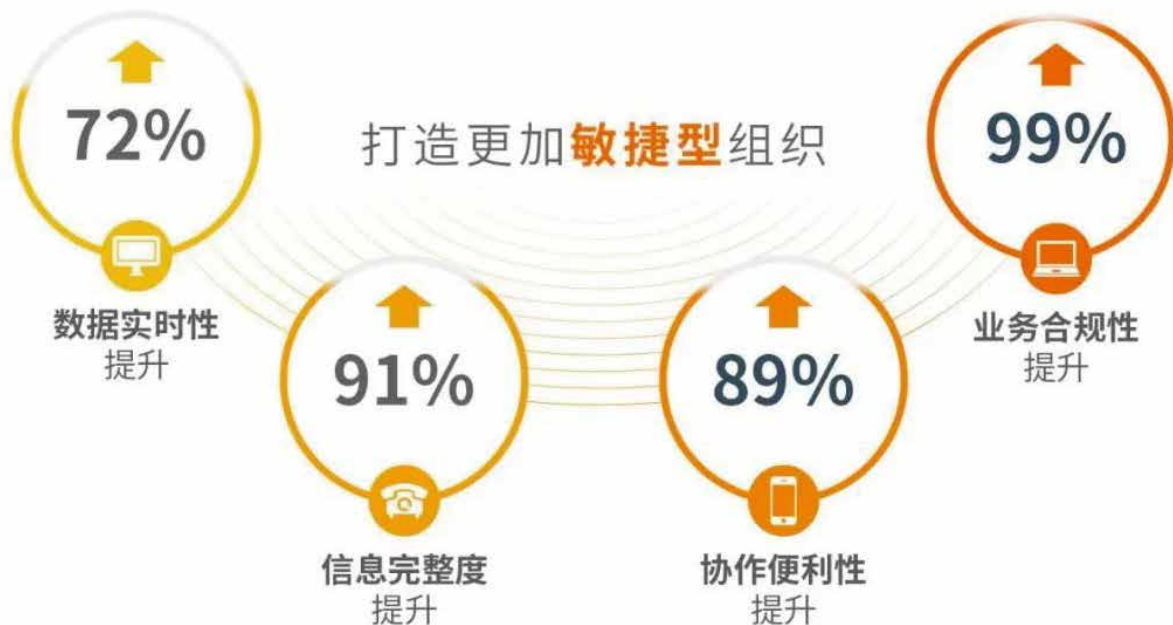 72%
数据实时性
提升
打造更加敏捷型组织
99%
业务合规性
提升
91%
信息完整度
提升
89%
协作便利性
提升